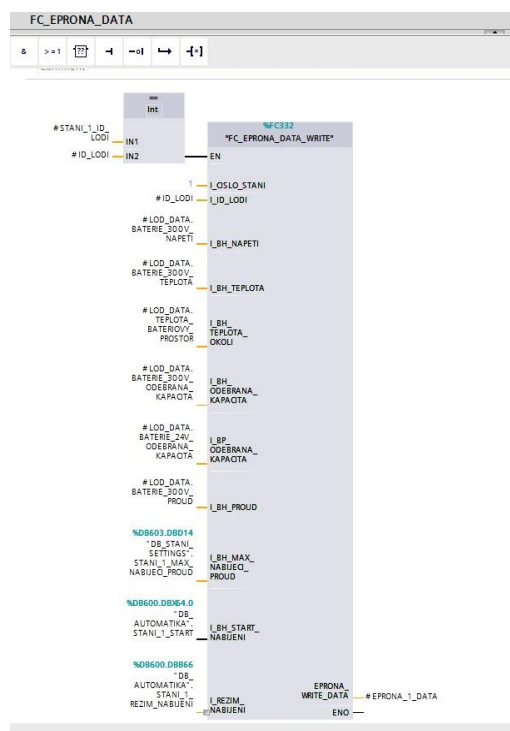 FC_EPRONA_DATA
& >=1 ??
Int
#STANI_1_ID_
LODI
IN1
#ID_LODI
IN2
%FC332
"FC_EPRONA_DATA_WRITE"
EN
1
I_CISLO_STANI
#ID_LODI
I_ID_LODI
#LOD_DATA.
BATERIE_300V_
NAPETI
I_BH_NAPETI
#LOD_DATA.
BATERIE_300V_
TEPLOTA
I_BH_TEPLOTA
#LOD_DATA.
TEPLOTA_
BATERIOVY_
PROSTOR
I_BH_
TEPLOTA_
OKOLI
#LOD_DATA.
BATERIE_300V_
ODEBRANA_
KAPACITA
I_BH_
ODEBRANA_
KAPACITA
#LOD_DATA.
BATERIE_24V_
ODEBRANA_
KAPACITA
I_BP_
ODEBRANA_
KAPACITA
#LOD_DATA.
BATERIE_300V_
PROUD
I_BH_PROUD
%DB603.DBD14
"DB_STANI_
SETTINGS".
STANI_1_MAX_
NABIJECI_PROUD
I_BH_MAX_
NABIJECI_
PROUD
%DB600.DBX64.0
"DB_
AUTOMATIKA".
STANI_1_START
I_BH_START_
NABIJENI
%DB600.DBB66
"DB_
AUTOMATIKA".
STANI_1_
REZIM_NABIJENI
I_REZIM_
NABIJENI
EPRONA_
WRITE_DATA
#EPRONA_1_DATA
ENO